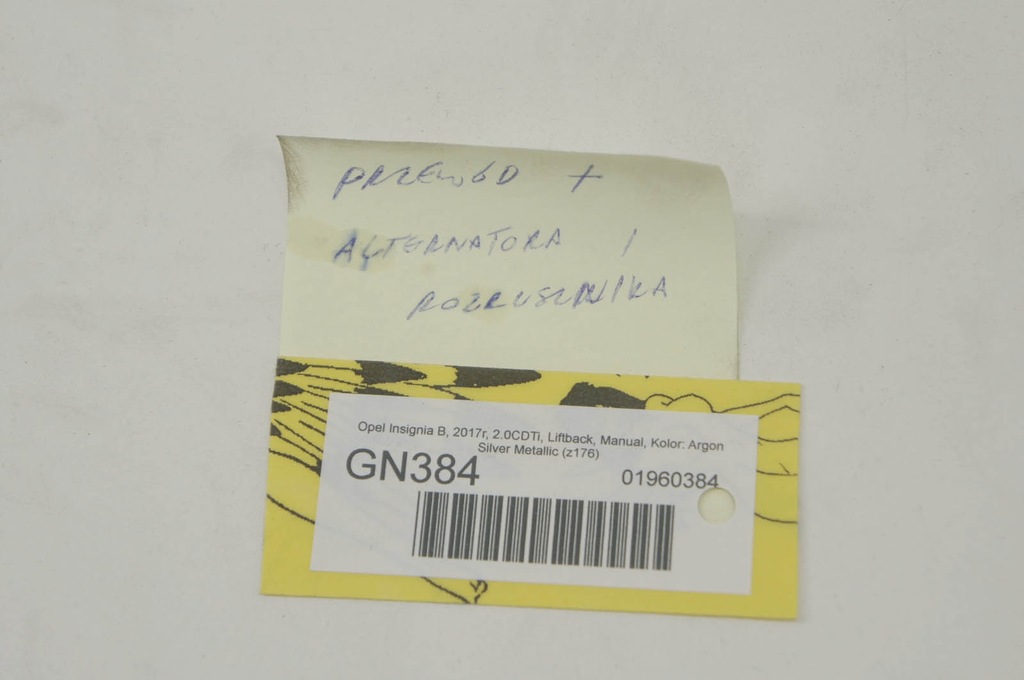 PRZEWÓD +
ALTERNATORA I
ROZRUSZNIKA
Opel Insignia B, 2017r, 2.0CDTi, Liftback, Manual, Kolor: Argon
Silver Metallic (z176)
GN384
01960384